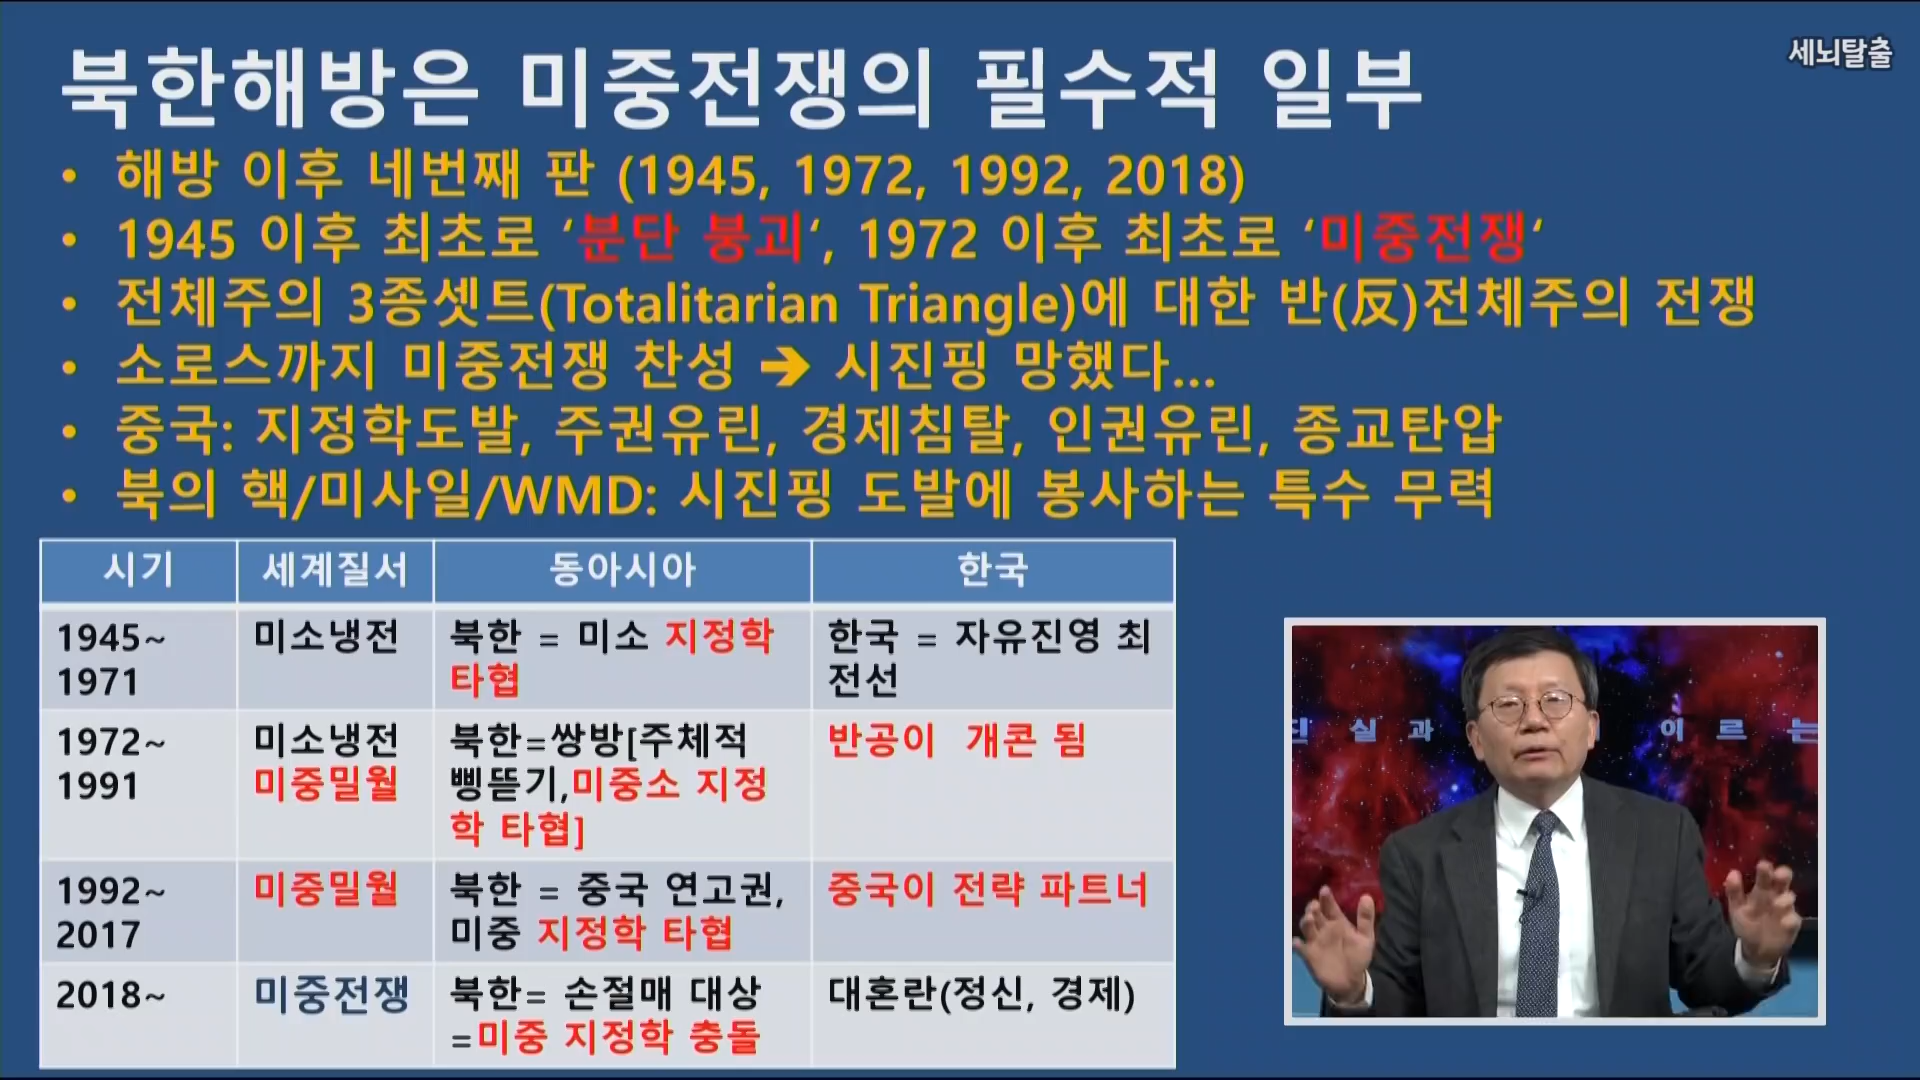 북한해방은 미중전쟁의 필수적 일부
세뇌탈출
• 해방 이후 네번째 판 (1945, 1972, 1992, 2018)
• 1945 이후 최초로 ‘분단 붕괴‘, 1972 이후 최초로 ‘미중전쟁‘
• 전체주의 3종셋트(Totalitarian Triangle)에 대한 반(反)전체주의 전쟁
• 소로스까지 미중전쟁 찬성 ➔ 시진핑 망했다...
• 중국: 지정학도발, 주권유린, 경제침탈, 인권유린, 종교탄압
• 북의 핵/미사일/WMD: 시진핑 도발에 봉사하는 특수 무력
시기 세계질서 동아시아 한국
1945~
1971
미소냉전
북한 = 미소 지정학
타협
한국 = 자유진영 최
전선
1972~
1991
미소냉전
미중밀월
북한=쌍방[주체적
삥뜯기,미중소 지정
학 타협]
반공이 개콘 됨
1992~
2017
미중밀월
북한 = 중국 연고권,
미중 지정학 타협
중국이 전략 파트너
2018~
미중전쟁
북한= 손절매 대상
=미중 지정학 충돌
대혼란(정신, 경제)
진 실 과 이 르 는